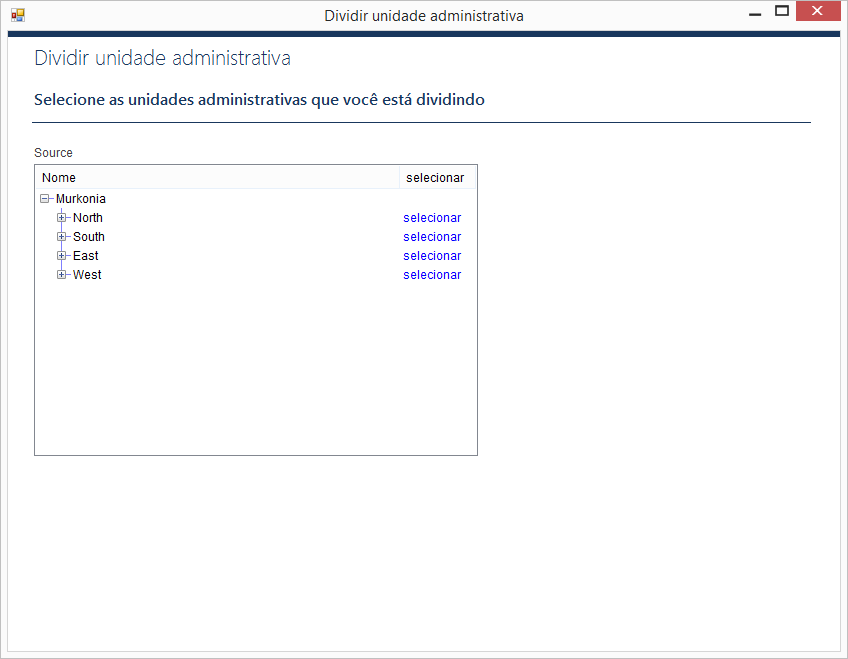 Dividir unidade administrativa
Dividir unidade administrativa
Selecione as unidades administrativas que você está dividindo
Source
Nome selecionar
Murkonia
North selecionar
South selecionar
East selecionar
West selecionar